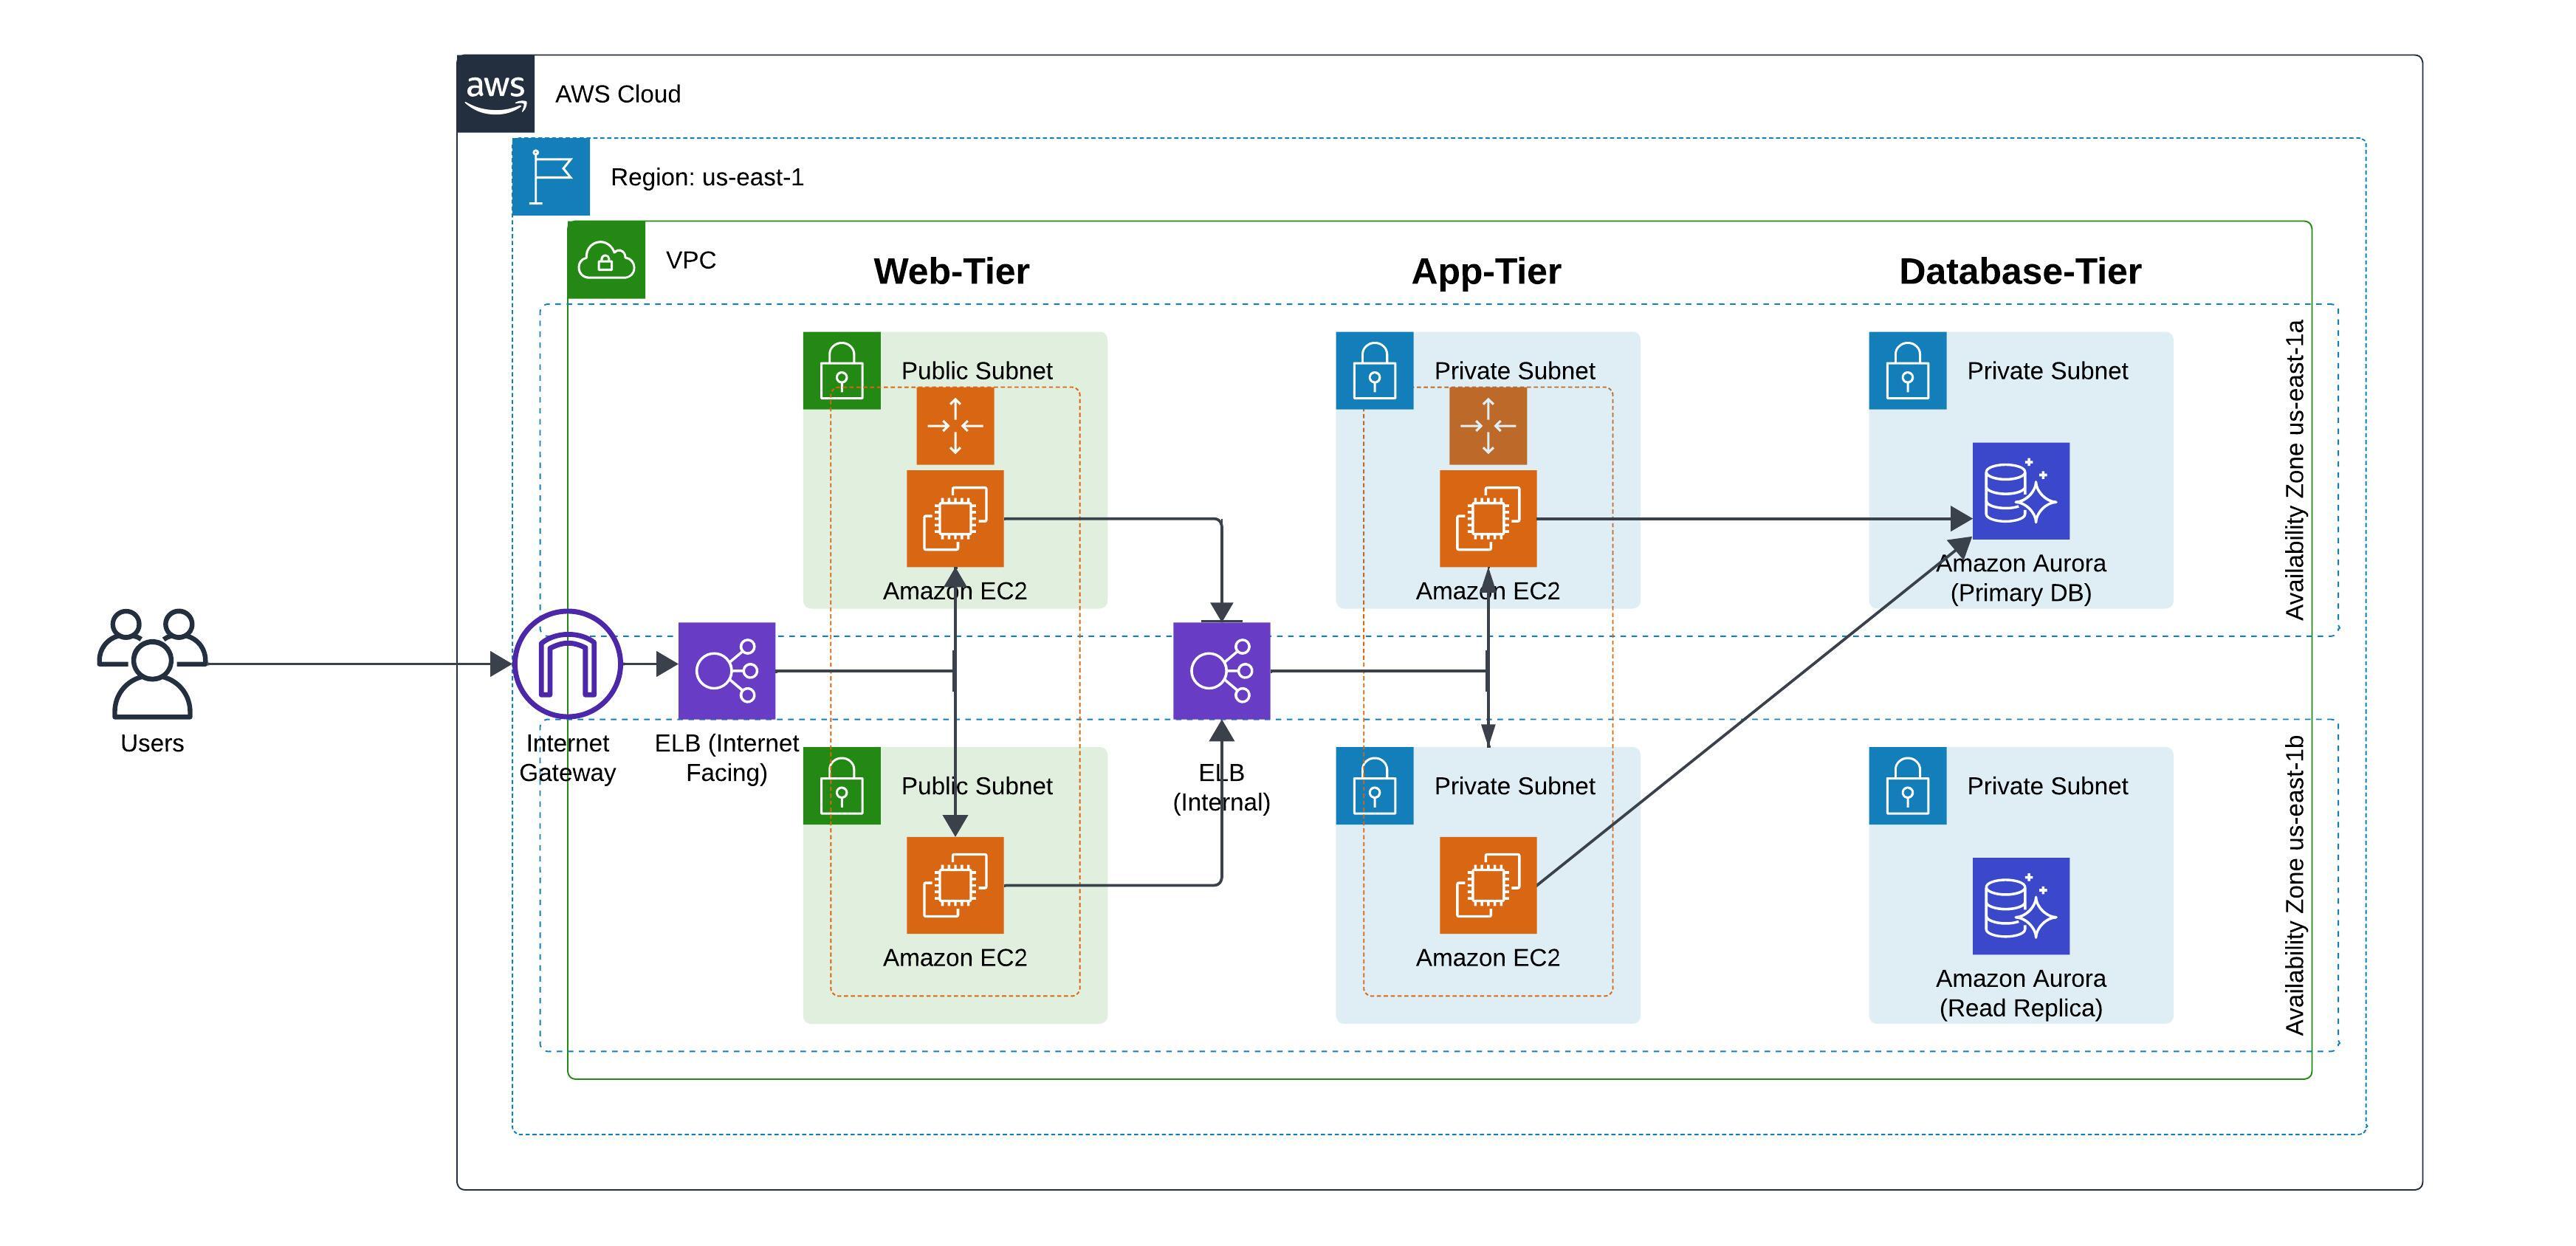 aws
AWS Cloud
Region: us-east-1
VPC
Web-Tier
App-Tier
Database-Tier
Public Subnet
Private Subnet
Private Subnet
Availability Zone us-east-1a
Amazon EC2
Amazon EC2
Amazon Aurora
(Primary DB)
Users
Internet
Gateway
ELB (Internet
Facing)
ELB
(Internal)
Public Subnet
Private Subnet
Private Subnet
Availability Zone us-east-1b
Amazon EC2
Amazon EC2
Amazon Aurora
(Read Replica)